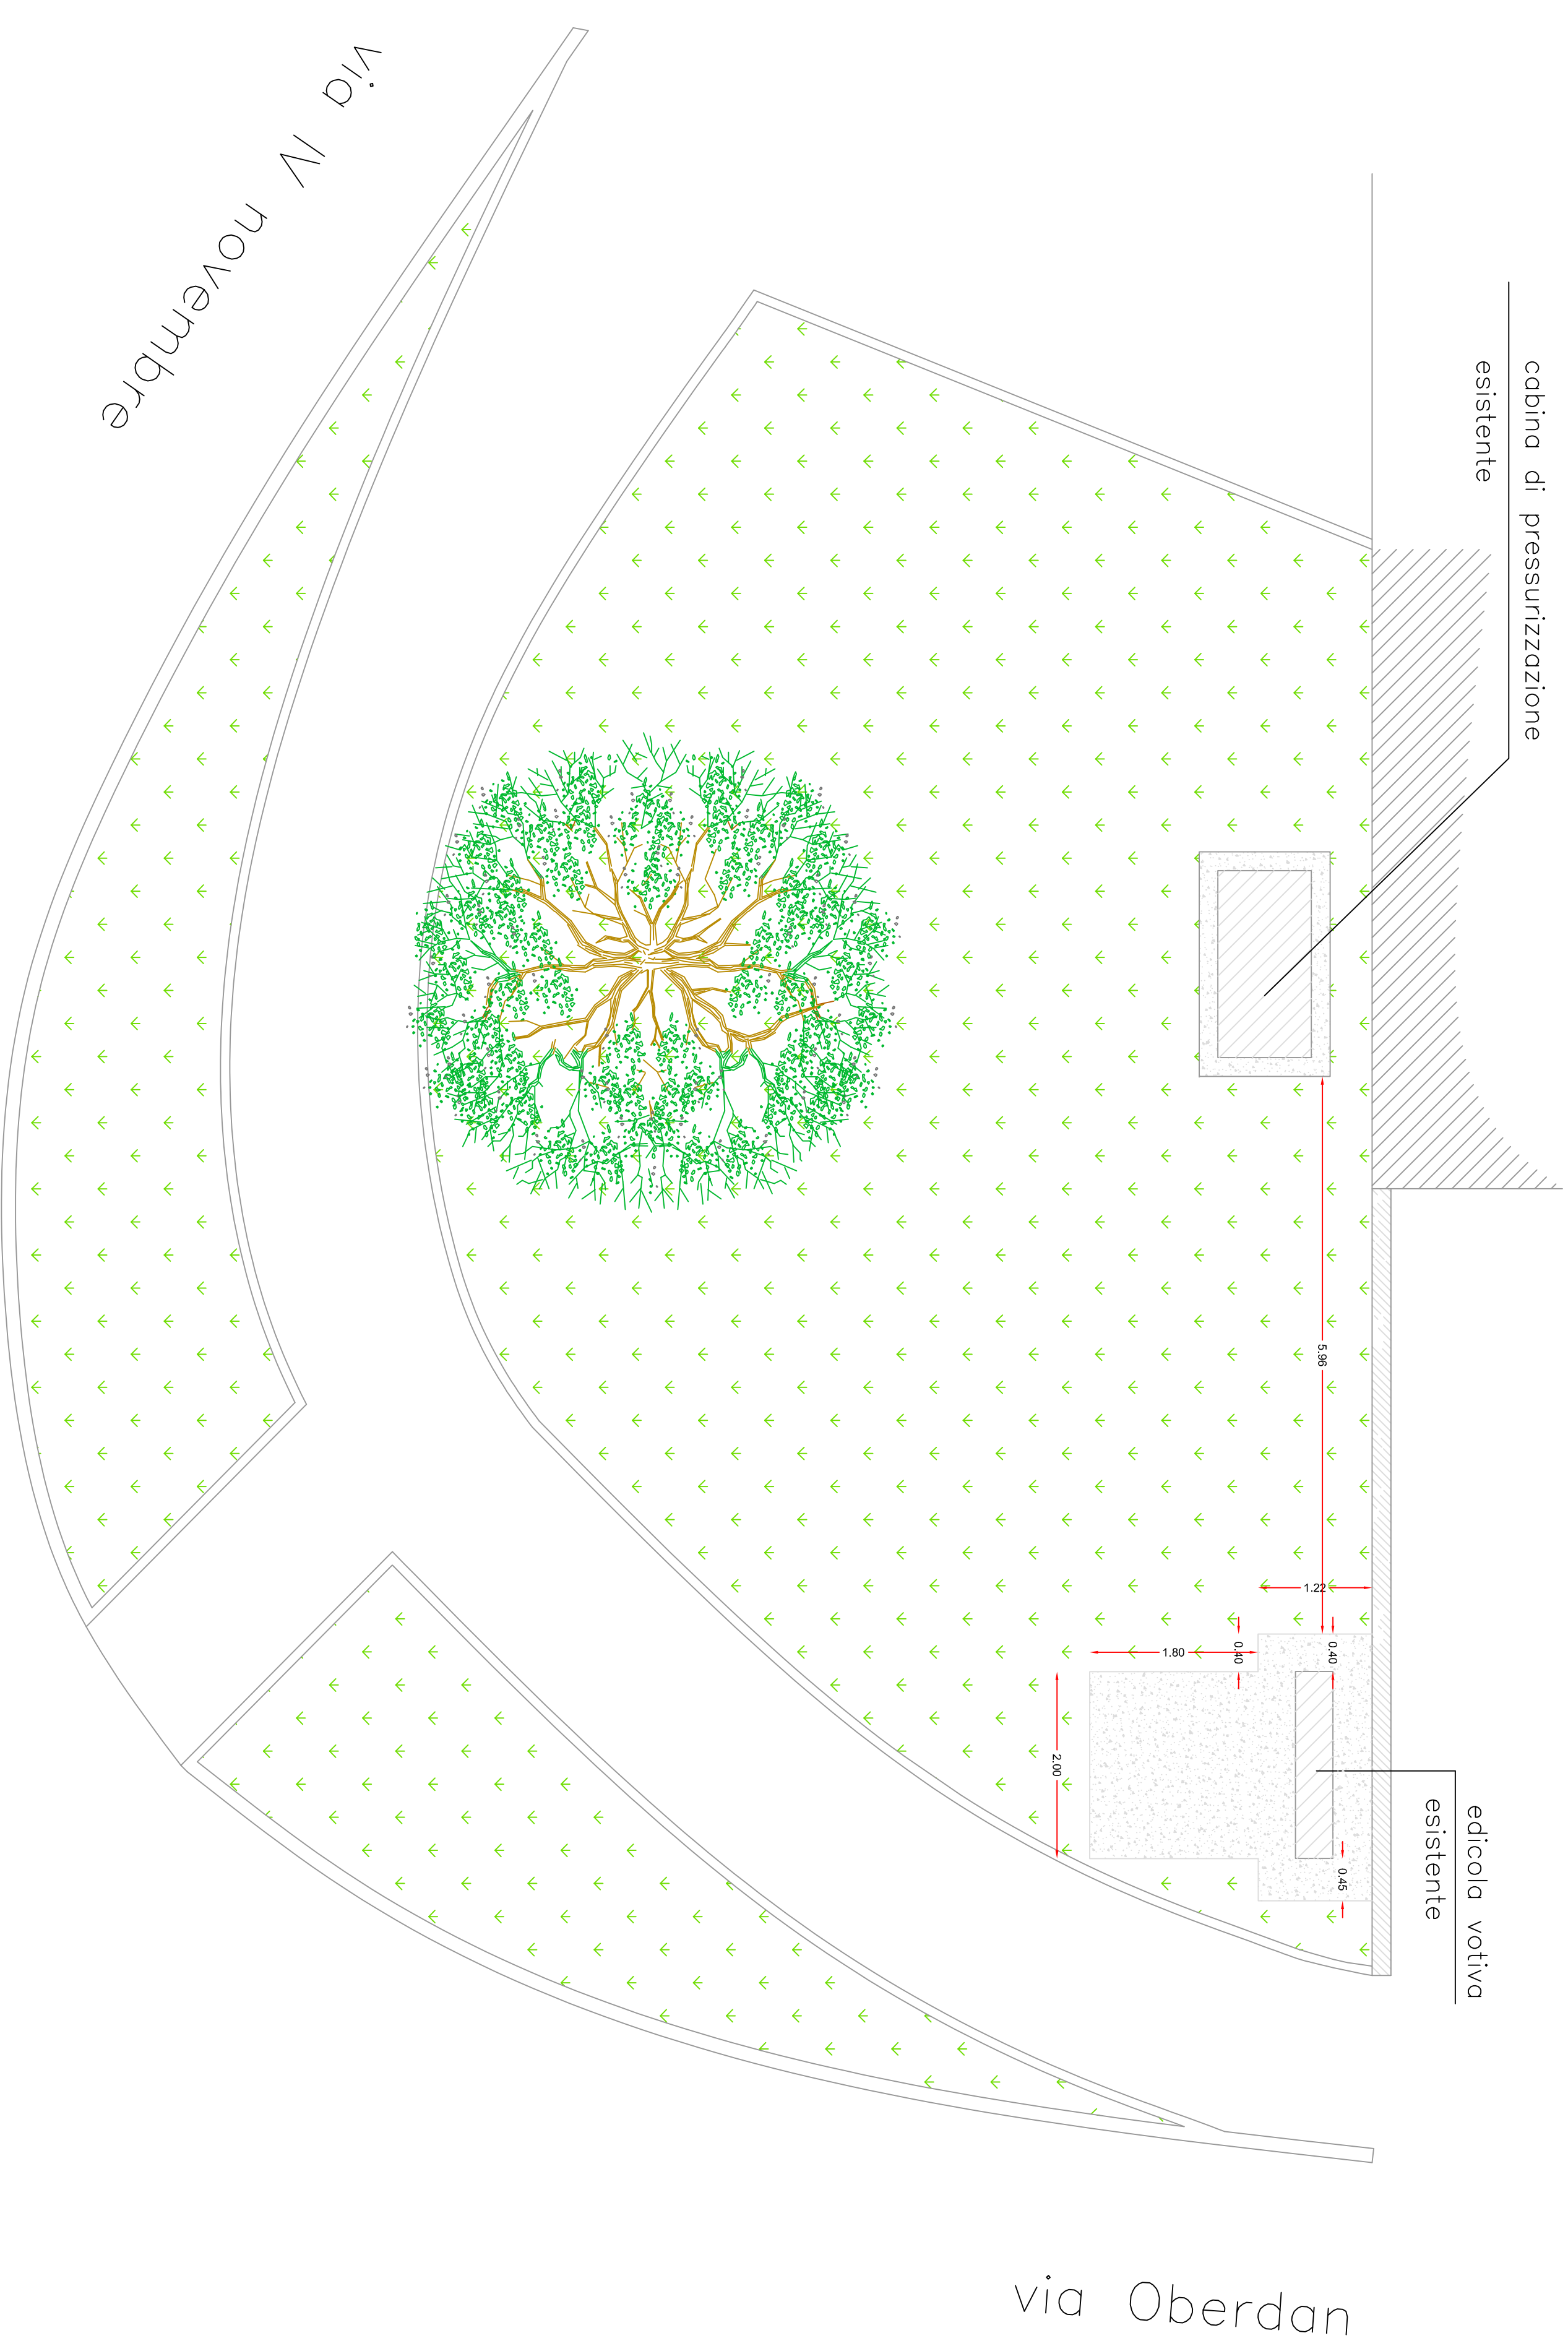 via IV novembre
cabina di pressurizzazione
esistente
5.96
1.22
0.40
0.40
1.80
2.00
0.45
edicola votiva
esistente
via Oberdan